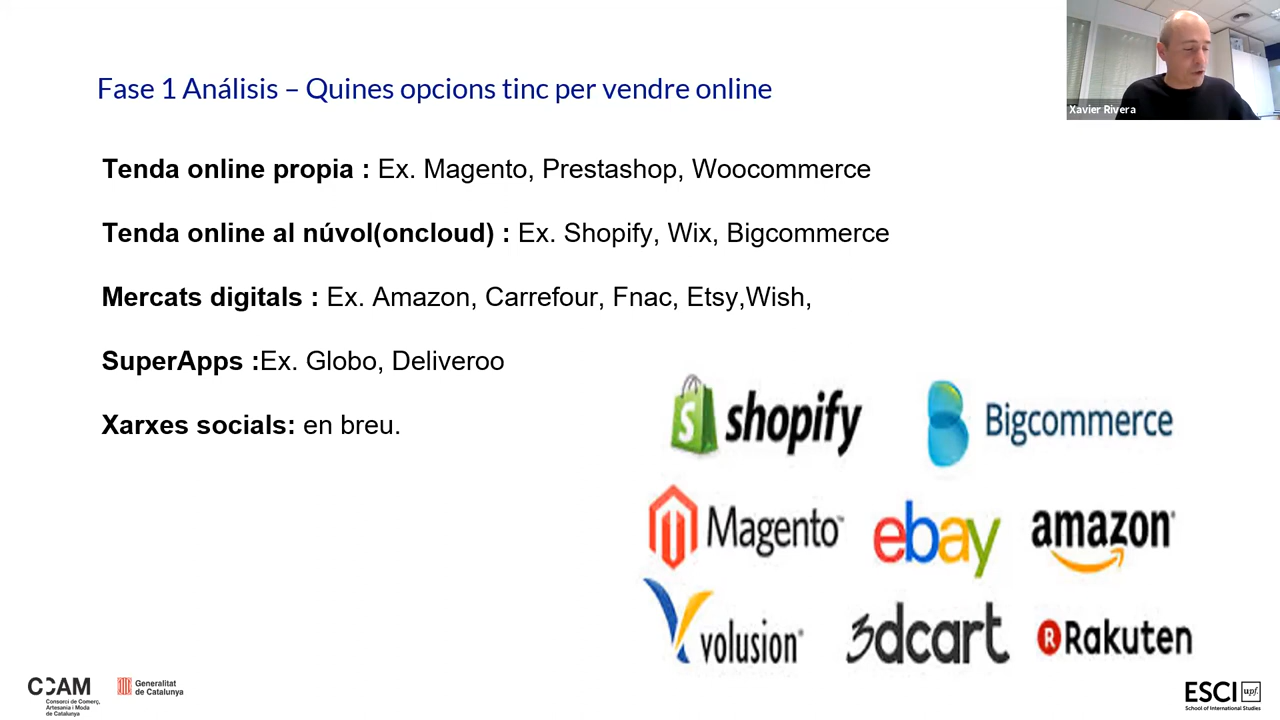 Xavier Rivera
Fase 1 Análisis – Quines opcions tinc per vendre online
Tenda online propia : Ex. Magento, Prestashop, Woocommerce
Tenda online al núvol(oncloud) : Ex. Shopify, Wix, Bigcommerce
Mercats digitals : Ex. Amazon, Carrefour, Fnac, Etsy,Wish,
SuperApps :Ex. Globo, Deliveroo
Xarxes socials: en breu.
shopify
Bigcommerce
Magento™
ebay
amazon
volusion
3dcart
R Rakuten
CCAM
Consorci de Comerç,
Artesania i Moda
de Catalunya
Generalitat
de Catalunya
ESCI upf.
School of International Studies